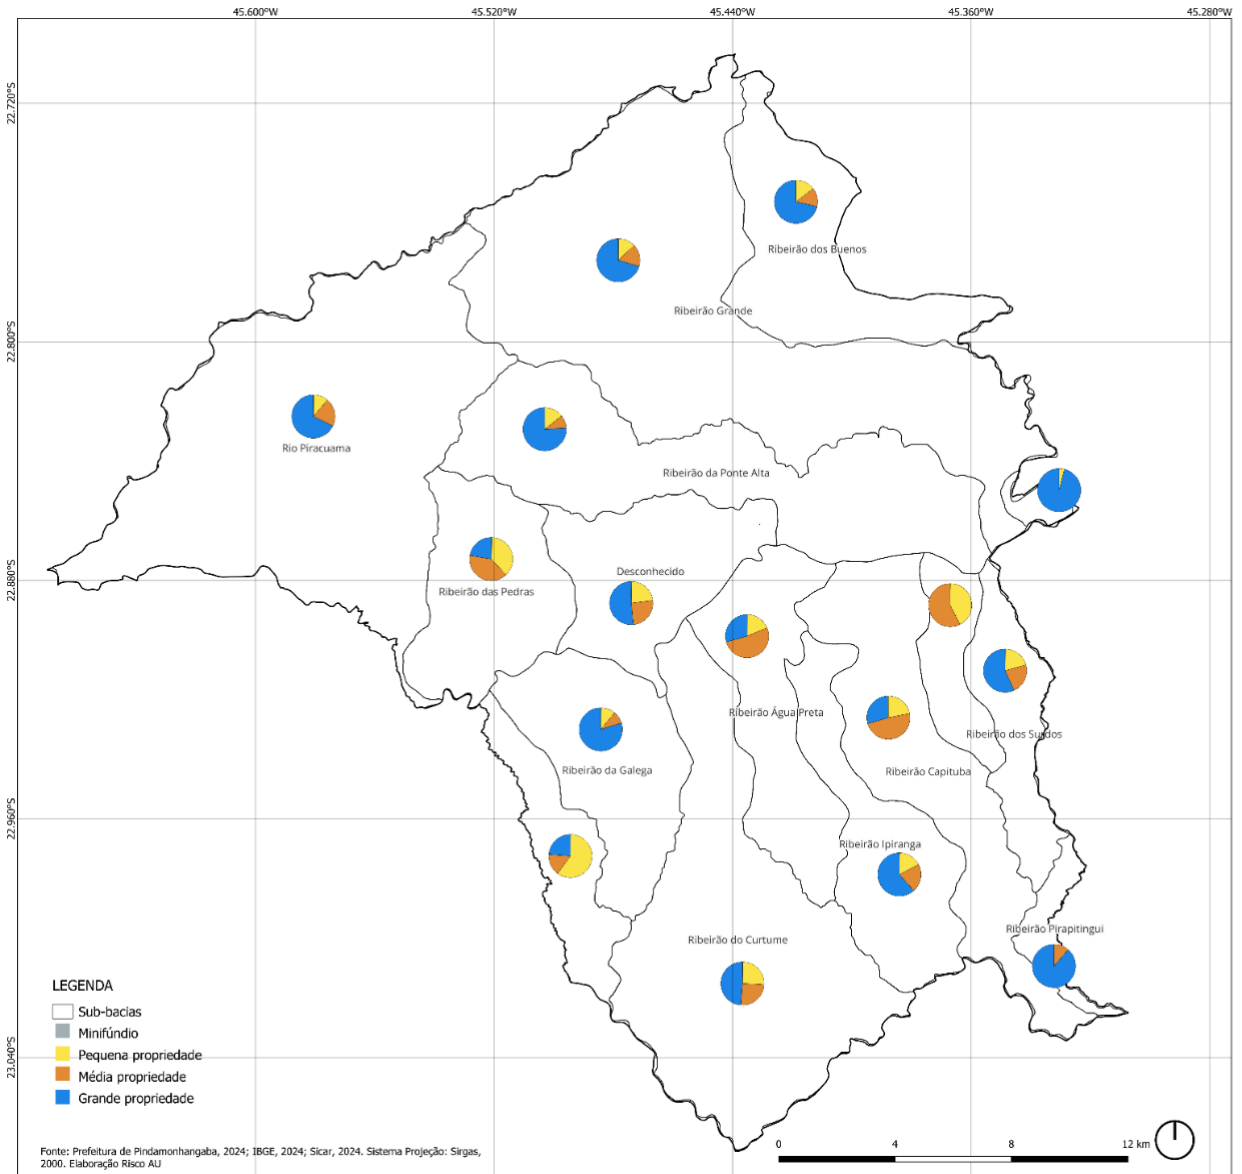 45.600°W 45.520°W 45.440°W 45.360°W 45.280°W
22.720°S
Ribeirão dos Buenos
Ribeirão Grande
22.800°S
Rio Piracuama
Ribeirão da Ponte Alta
Desconhecido
22.880°S
Ribeirão das Pedras
Ribeirão Água Preta
Ribeirão dos Surdos
Ribeirão da Galega
Ribeirão Capituba
22.960°S
Ribeirão Ipiranga
Ribeirão Pirapitingui
Ribeirão do Curtume
LEGENDA
Sub-bacias
Minifúndio
Pequena propriedade
23.040°S
Média propriedade
Grande propriedade
0 4 8 12 km
Fonte: Prefeitura de Pindamonhangaba, 2024; IBGE, 2024; Sicar, 2024. Sistema Projeção: Sirgas,
2000. Elaboração Risco AU